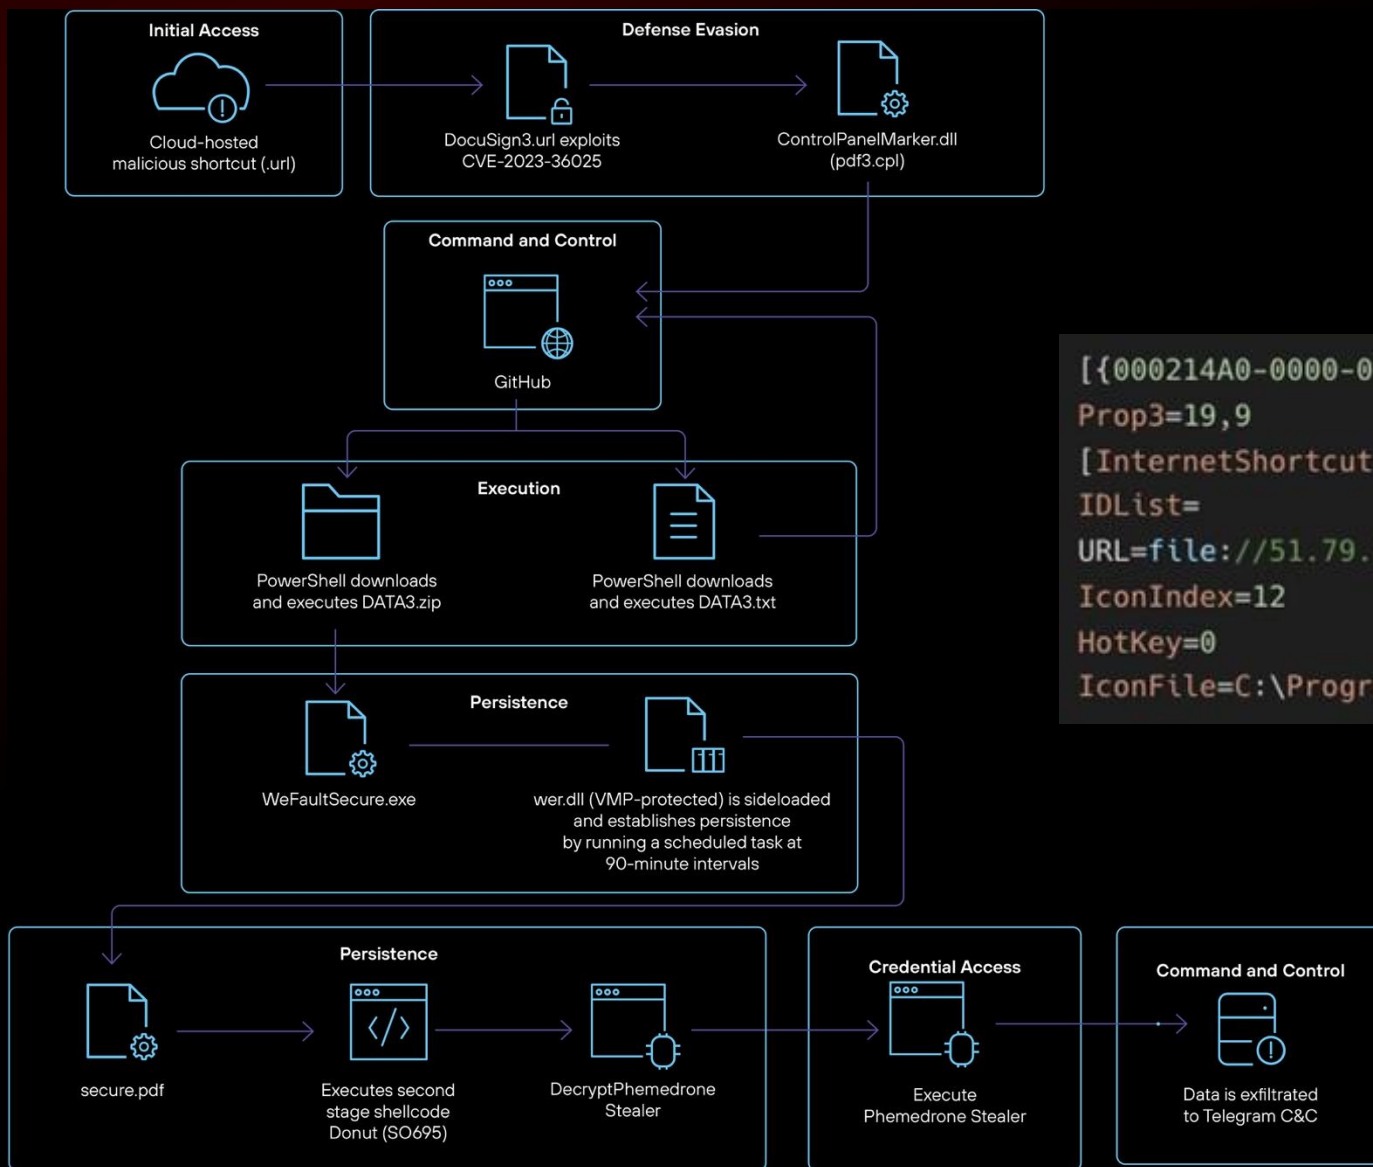 Initial Access
Cloud-hosted
malicious shortcut (.url)
Defense Evasion
DocuSign3.url exploits
CVE-2023-36025
ControlPanelMarker.dll
(pdf3.cpl)
Command and Control
GitHub
Execution
PowerShell downloads
and executes DATA3.zip
PowerShell downloads
and executes DATA3.txt
Persistence
WeFaultSecure.exe
wer.dll (VMP-protected) is sideloaded
and establishes persistence
by running a scheduled task at
90-minute intervals
Persistence
secure.pdf
Executes second
stage shellcode
Donut (SO695)
DecryptPhemedrone
Stealer
Credential Access
Execute
Phemedrone Stealer
Command and Control
Data is exfiltrated
to Telegram C&C
[{000214A0-0000-0
Prop3=19,9
[InternetShortcut
IDList=
URL=file://51.79.
IconIndex=12
HotKey=0
IconFile=C:\Progr